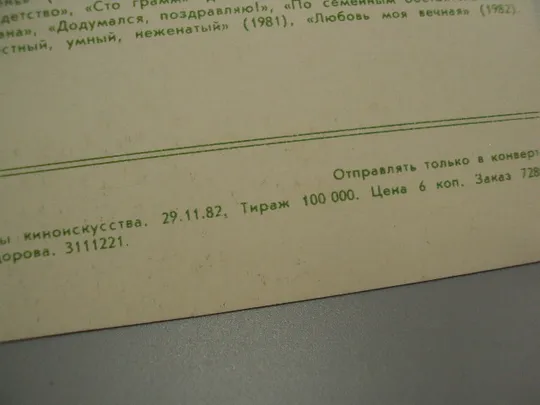 детство», «Сто грамм»
ана», «Додумался, поздравляю!», «По семейным
стный, умный, неженатый» (1981), «Любовь моя вечная» (1982).
Отправлять только в конвер
ы киноискусства. 29.11.82, Тираж 100 000. Цена 6 коп. Заказ 728
дорова. 3111221.